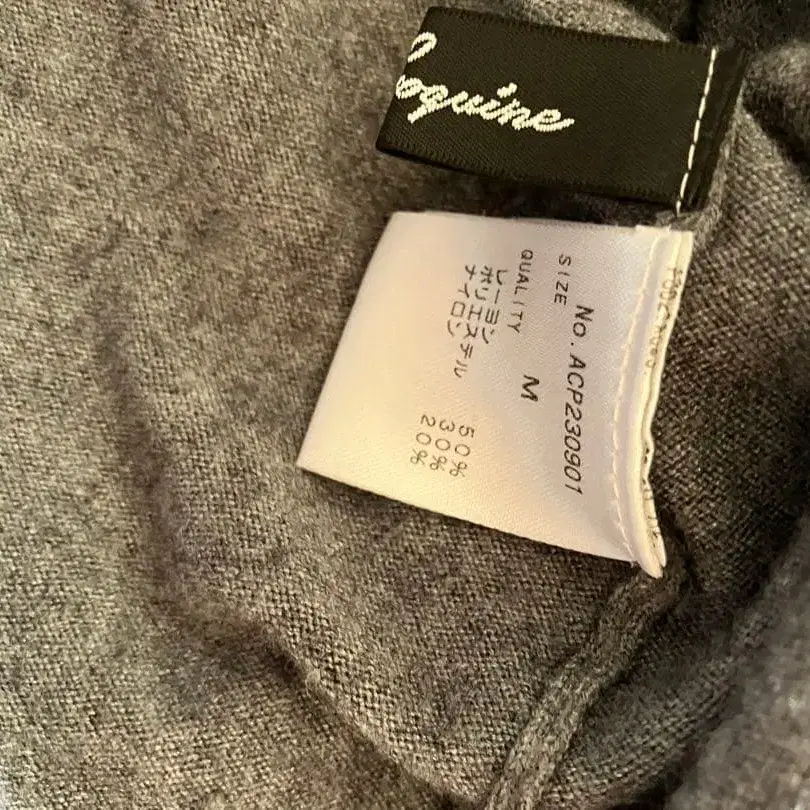 Coquine
No. ACP230901
SIZE M
QUALITY
レーヨン 50%
ポリエステル 30%
ナイロン 20%